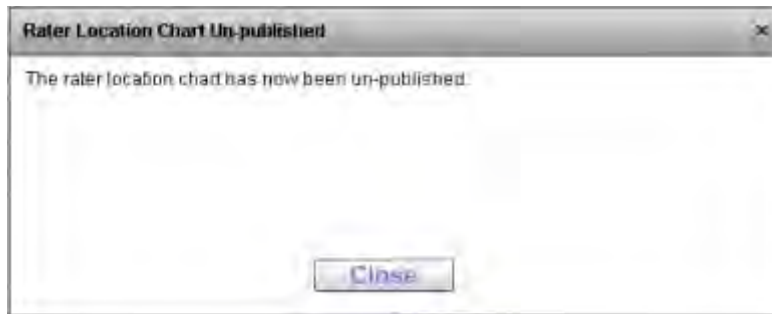 Rater Location Chart Un-published ×
The rater location chart has now been un-published.
Close